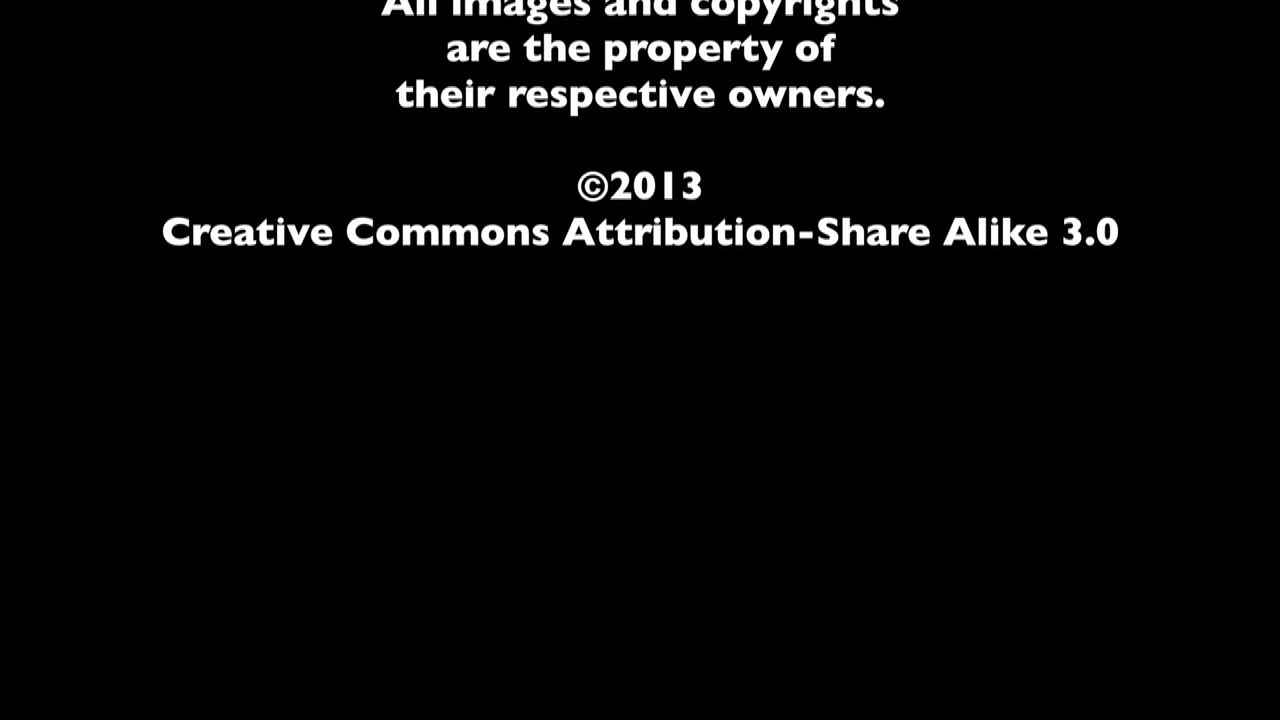 All images and copyrights
are the property of
their respective owners.
©2013
Creative Commons Attribution-Share Alike 3.0